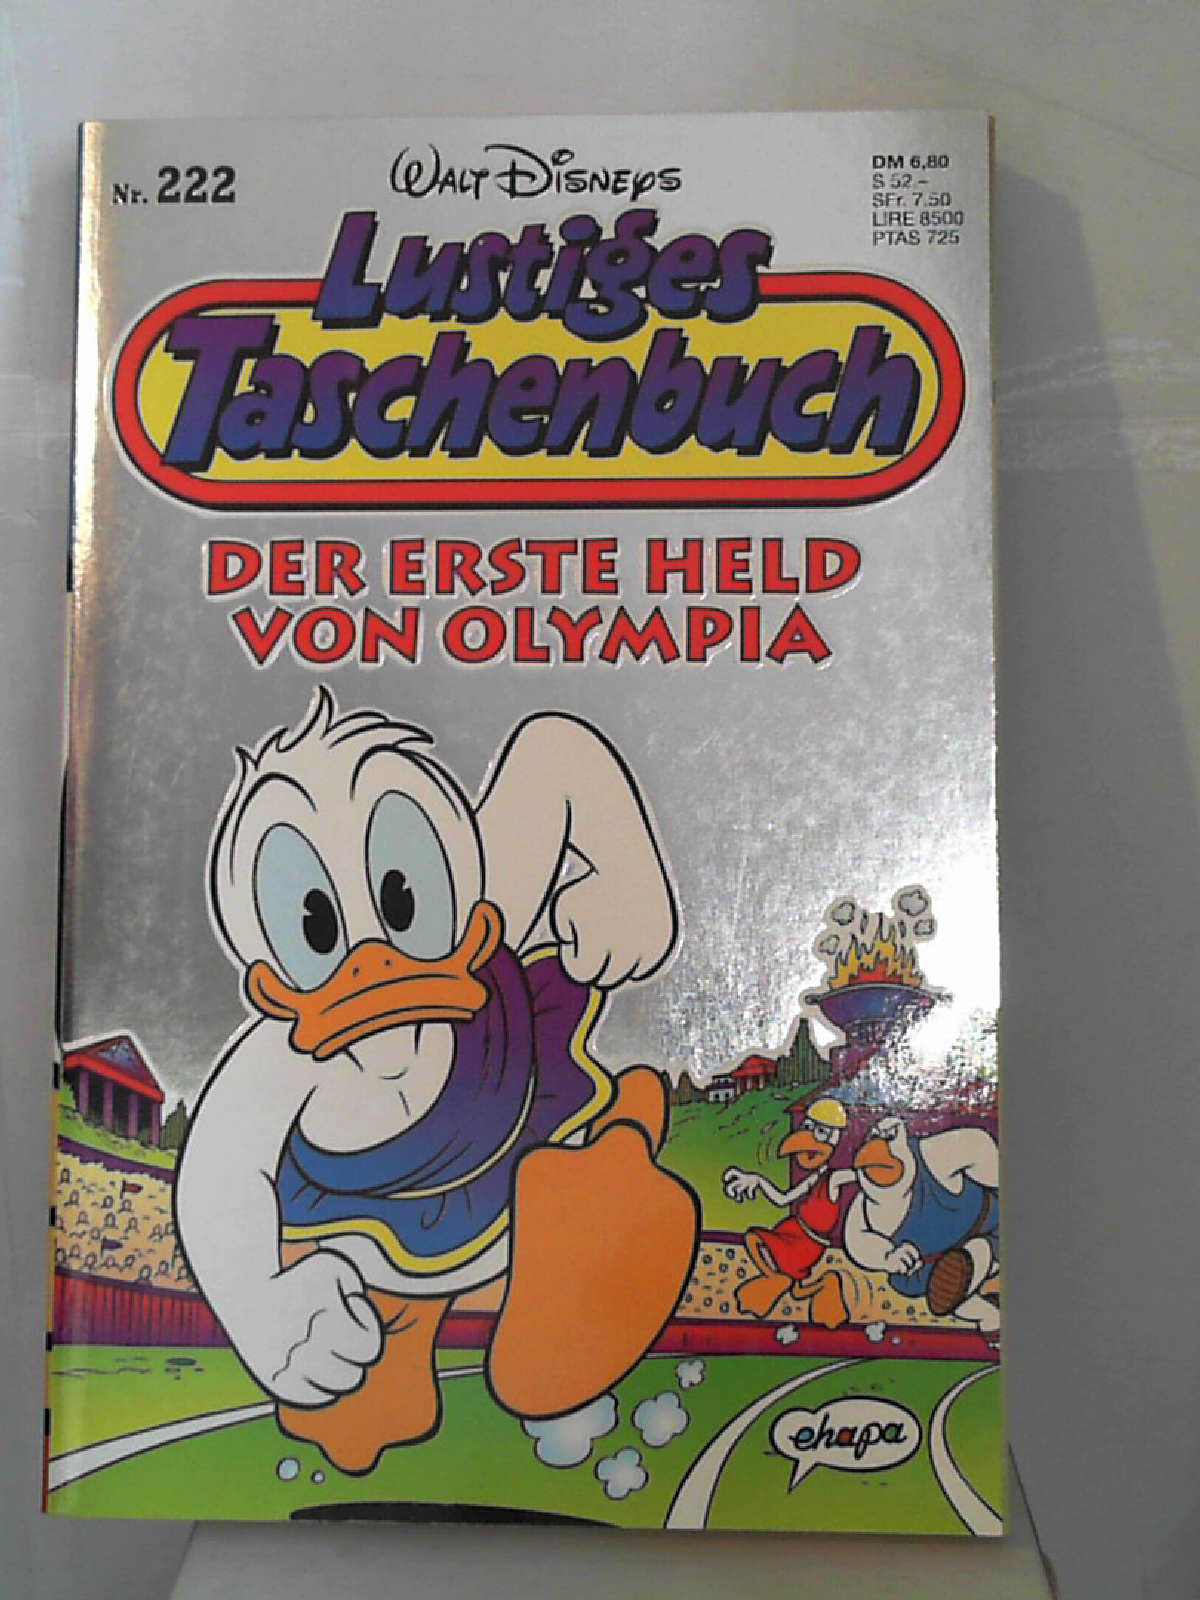 Nr. 222
WALT DISNEYS
DM 6,80
S 52,–
SFr. 7.50
LIRE 8500
PTAS 725
Lustiges
Taschenbuch
DER ERSTE HELD
VON OLYMPIA
ehapa